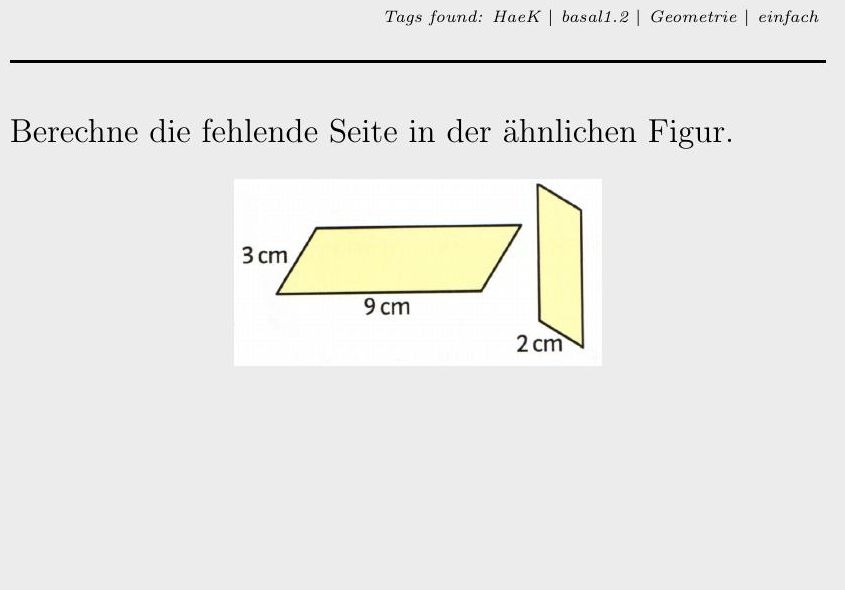 Tags found: HaeK | basal1.2 | Geometrie | einfach
Berechne die fehlende Seite in der ähnlichen Figur.
3 cm
9 cm
2 cm